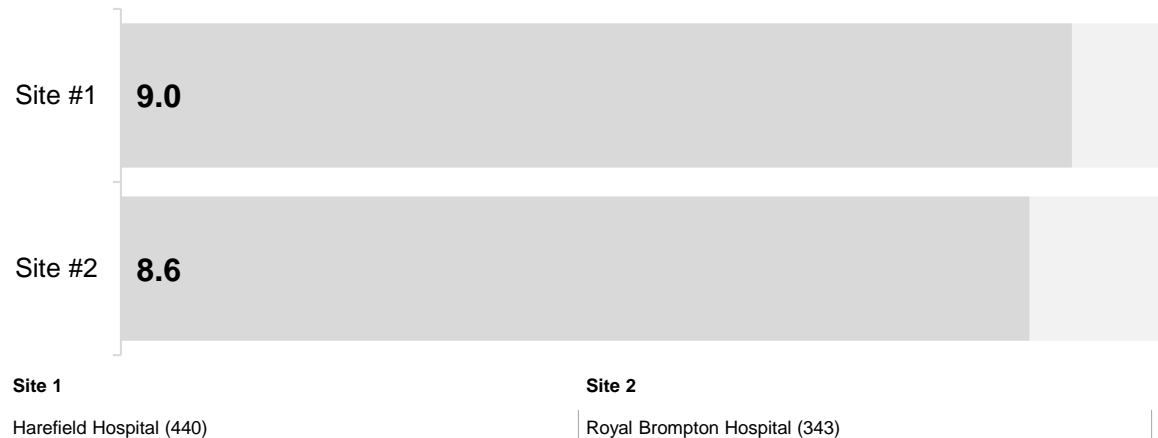 Site #1 9.0
Site #2 8.6
Site 1 Site 2
Harefield Hospital (440) Royal Brompton Hospital (343)